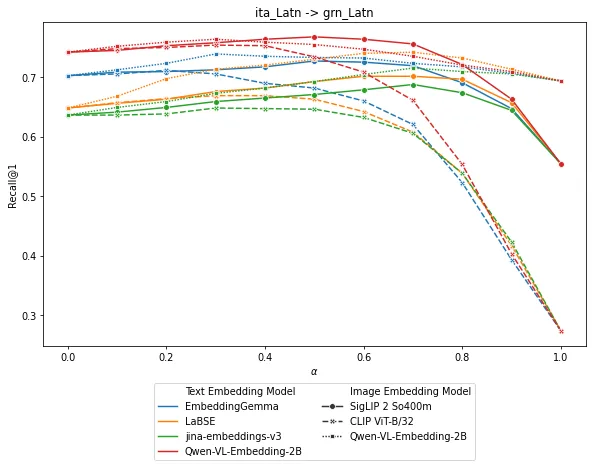 ita_Latn -> grn_Latn
Recall@1
0.7
0.6
0.5
0.4
0.3
0.0
0.2
0.4
0.6
0.8
1.0
α
Text Embedding Model
EmbeddingGemma
LaBSE
jina-embeddings-v3
Qwen-VL-Embedding-2B
Image Embedding Model
SigLIP 2 So400m
CLIP ViT-B/32
Qwen-VL-Embedding-2B